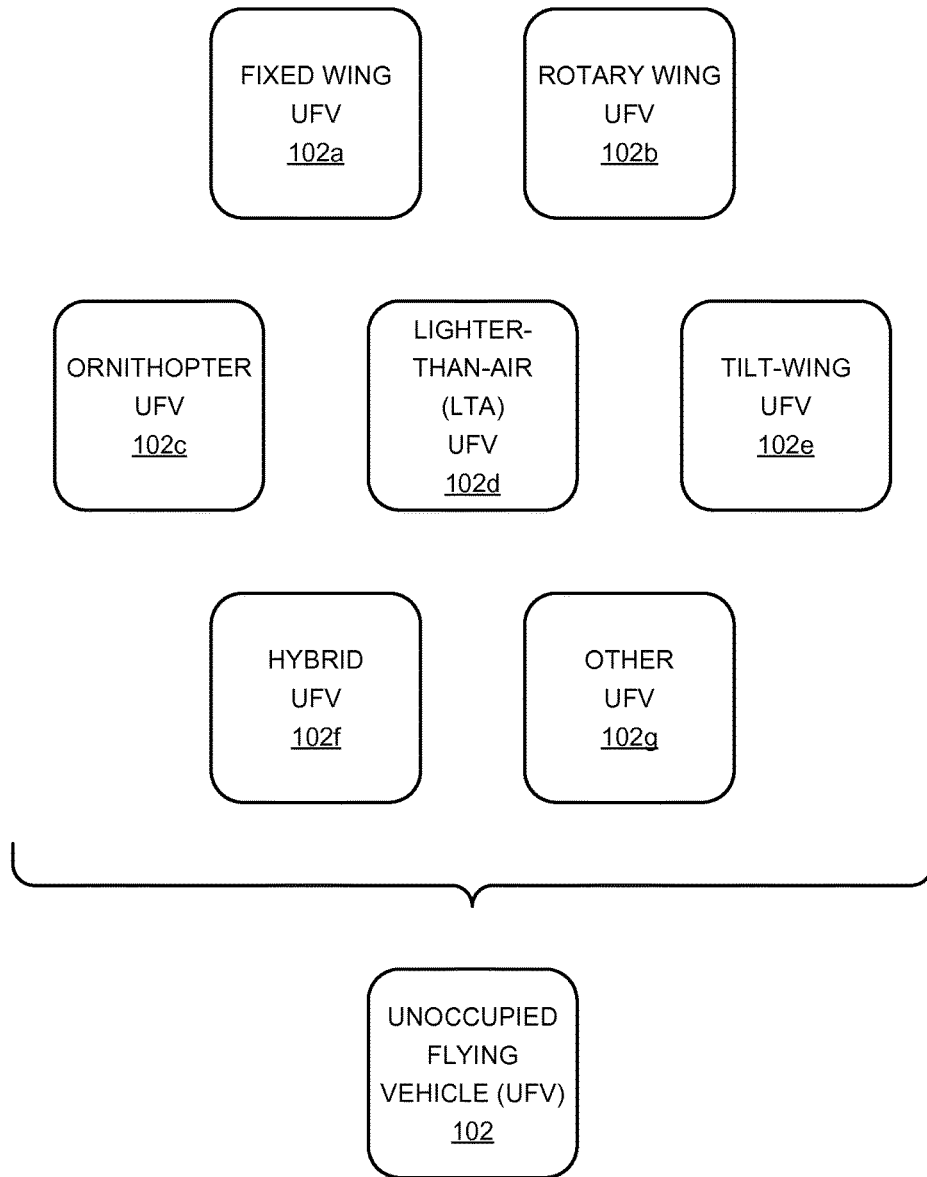 FIXED WING
UFV
102a
ROTARY WING
UFV
102b
ORNITHOPTER
UFV
102c
LIGHTER-
THAN-AIR
(LTA)
UFV
102d
TILT-WING
UFV
102e
HYBRID
UFV
102f
OTHER
UFV
102g
UNOCCUPIED
FLYING
VEHICLE (UFV)
102